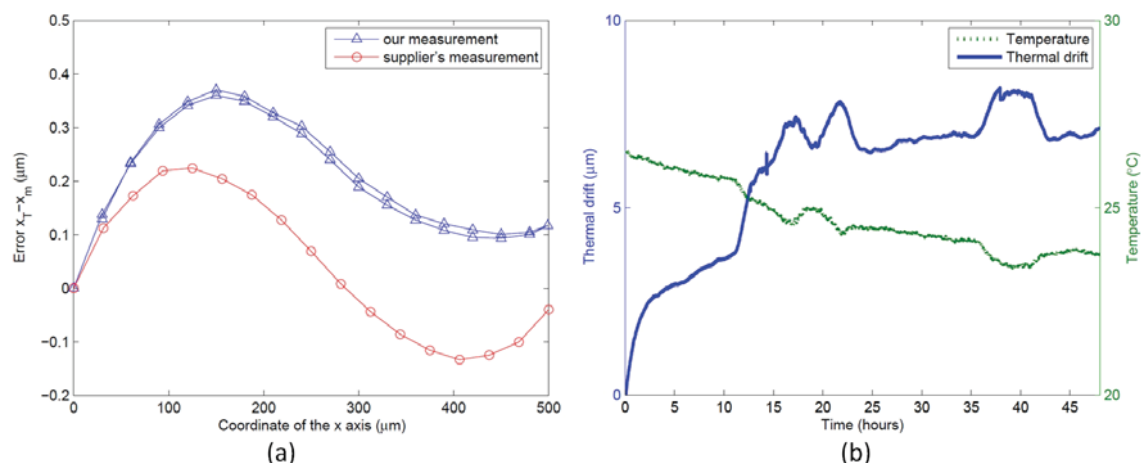 0.5
0.4
0.3
0.2
0.1
0
−0.1
−0.2
Error x_T−x_m (μm)
our measurement
supplier's measurement
0 100 200 300 400 500
Coordinate of the x axis (μm)
(a)
10
5
0
Thermal drift (μm)
Temperature
Thermal drift
30
25
20
Temperature (°C)
0 5 10 15 20 25 30 35 40 45
Time (hours)
(b)